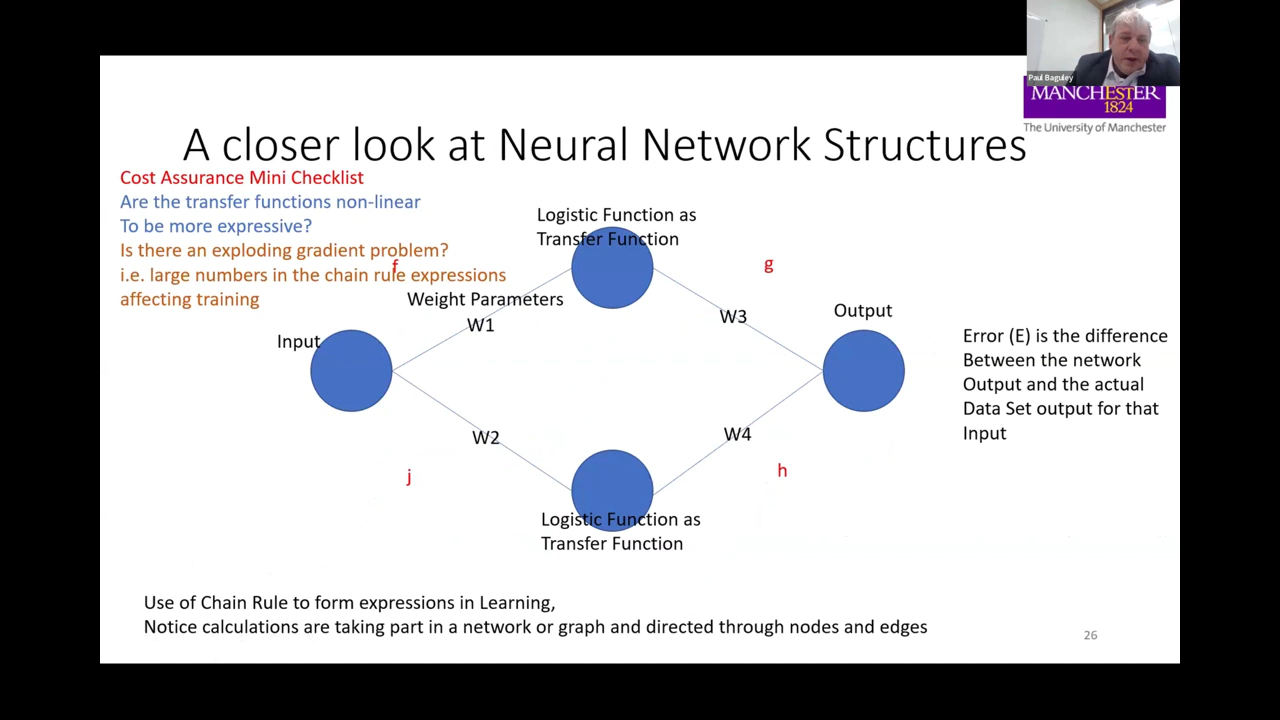 Paul Baguley
MANCHESTER
1824
The University of Manchester
A closer look at Neural Network Structures
Cost Assurance Mini Checklist
Are the transfer functions non-linear
To be more expressive?
Is there an exploding gradient problem?
i.e. large numbers in the chain rule expressions
affecting training
Logistic Function as
Transfer Function
f
g
Weight Parameters
W1
W3
Output
Input
Error (E) is the difference
Between the network
Output and the actual
Data Set output for that
Input
W2
W4
j
h
Logistic Function as
Transfer Function
Use of Chain Rule to form expressions in Learning,
Notice calculations are taking part in a network or graph and directed through nodes and edges
26